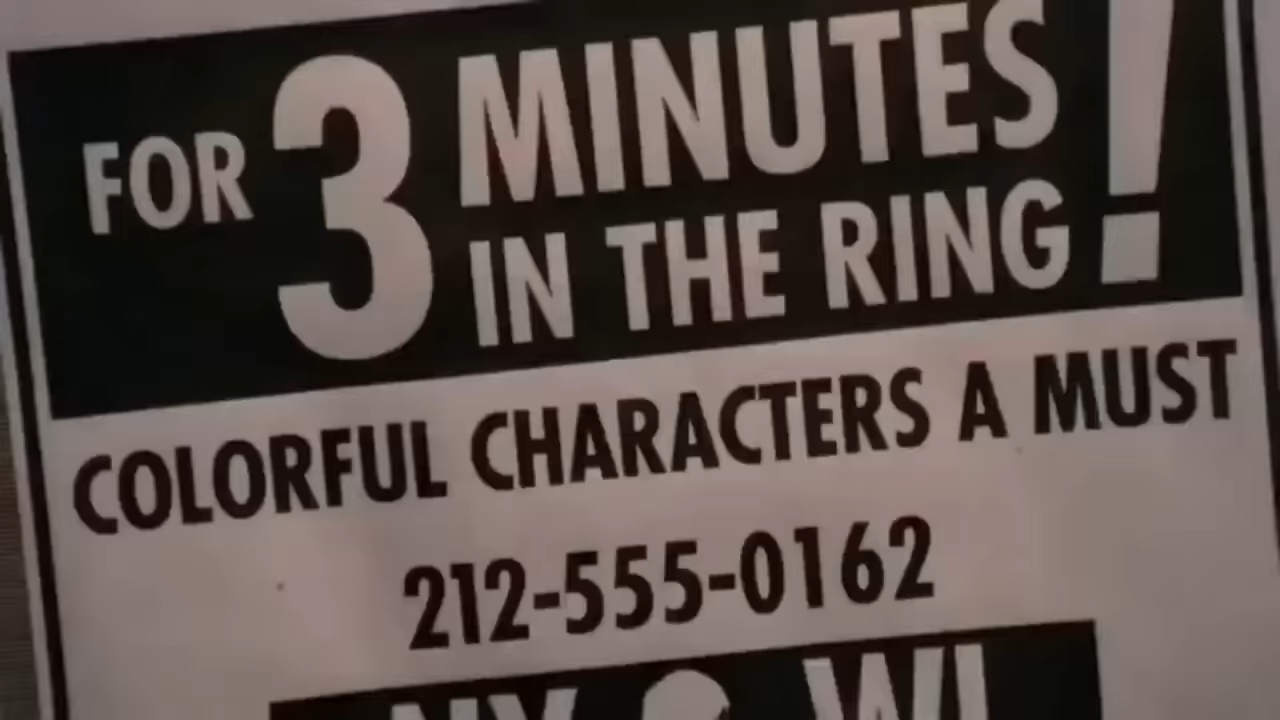 FOR 3 MINUTES
IN THE RING!
COLORFUL CHARACTERS A MUST
212-555-0162